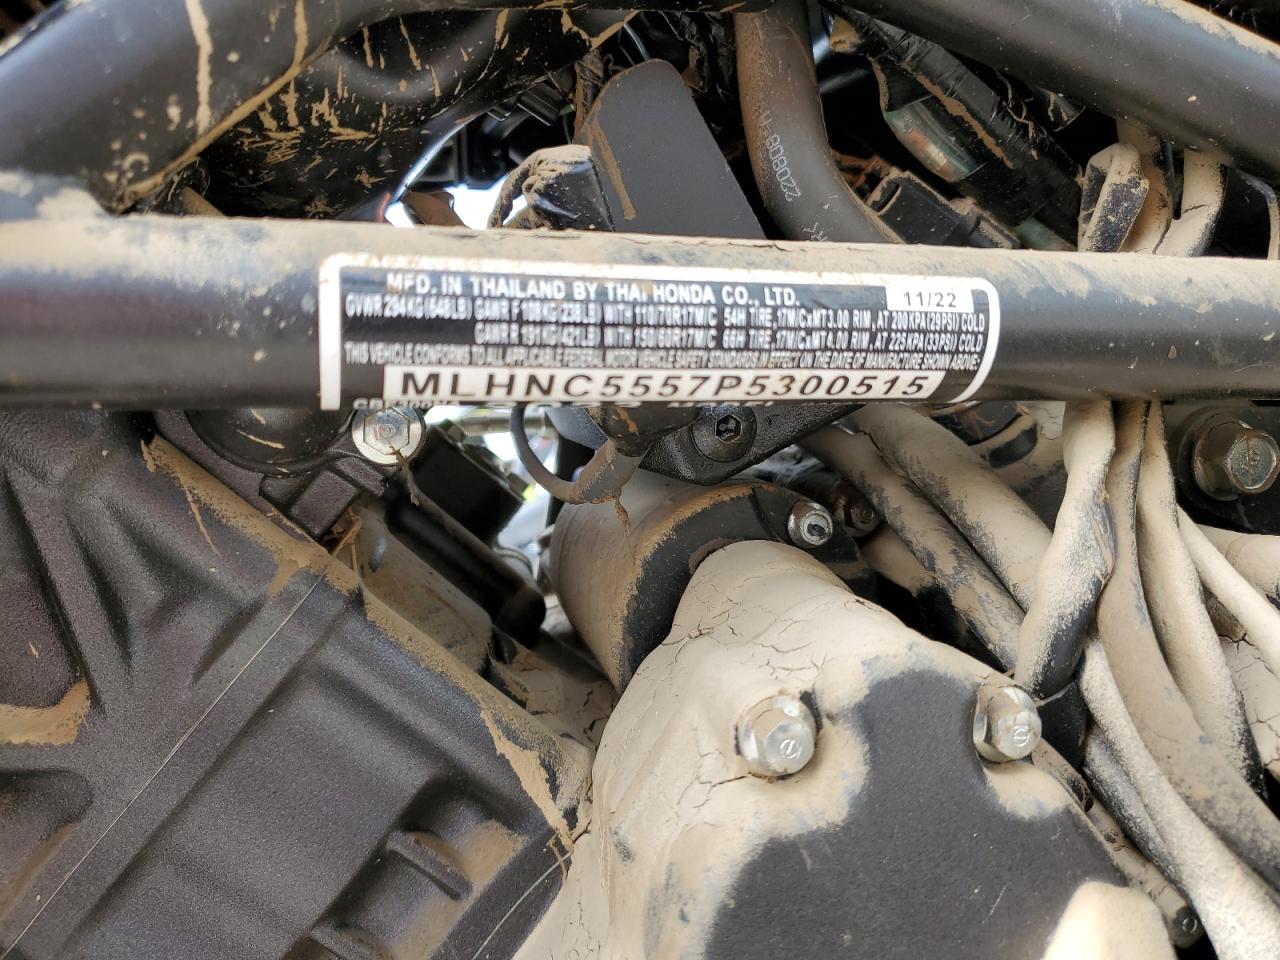 220808
MFD. IN THAILAND BY THAI HONDA CO., LTD. 11/22
GVWR 294KG(648LB) GAWR F 108KG(238LB) WITH 110/70R17M/C 54H TIRE, 17M/CxMT3.00 RIM, AT 200KPA(29PSI) COLD
GAWR R 191KG(421LB) WITH 150/60R17M/C 66H TIRE, 17M/CxMT4.00 RIM, AT 225KPA(33PSI) COLD
THIS VEHICLE CONFORMS TO ALL APPLICABLE FEDERAL MOTOR VEHICLE SAFETY STANDARDS IN EFFECT ON THE DATE OF MANUFACTURE SHOWN ABOVE:
MLHNC5557P5300515